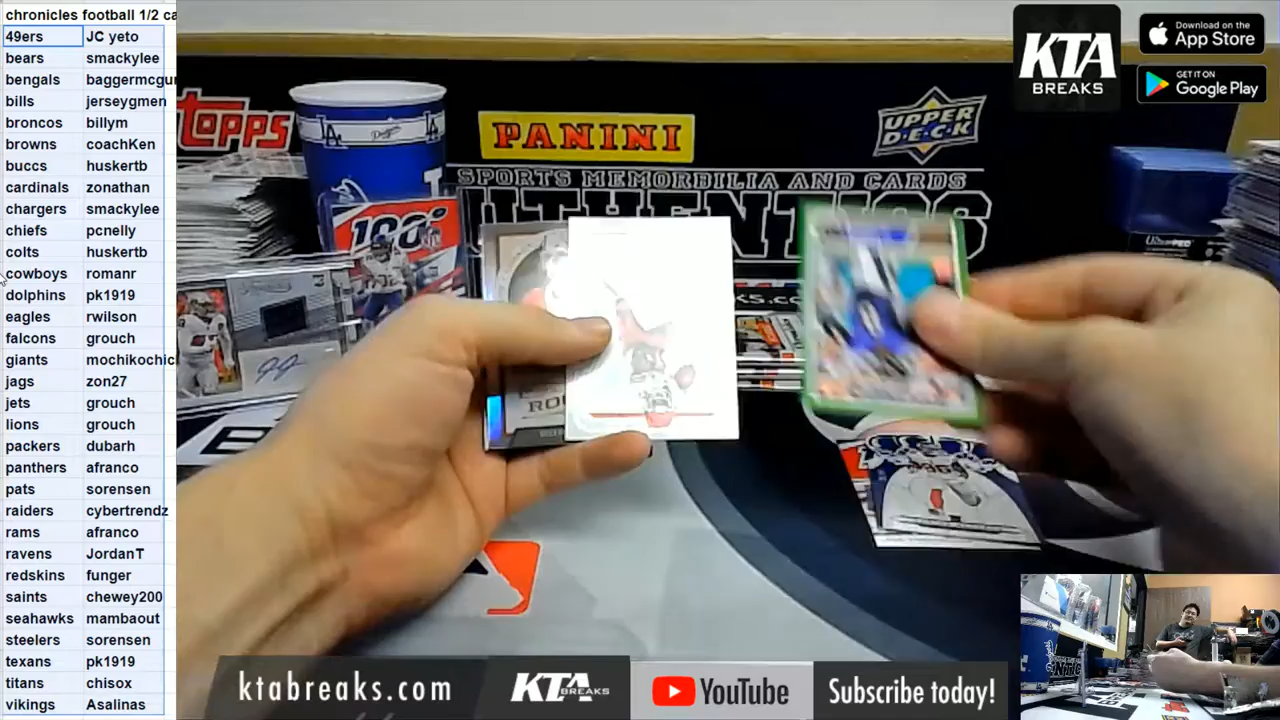 chronicles football 1/2 ca
49ers JC yeto
bears smackylee
bengals baggermcgu
bills jerseygmen
broncos billym
browns coachKen
buccs huskertb
cardinals zonathan
chargers smackylee
chiefs pcnelly
colts huskertb
cowboys romanr
dolphins pk1919
eagles rwilson
falcons grouch
giants mochikochic
jags zon27
jets grouch
lions grouch
packers dubarh
panthers afranco
pats sorensen
raiders cybertrendz
rams afranco
ravens JordanT
redskins funger
saints chewey200
seahawks mambaout
steelers sorensen
texans pk1919
titans chisox
vikings Asalinas
KTA
BREAKS
Download on the
App Store
GET IT ON
Google Play
Topps
PANINI
UPPER
DECK
SPORTS MEMORBILIA AND CARDS
UTHENTICS
100
ktabreaks.com
KTA
BREAKS
YouTube
Subscribe today!